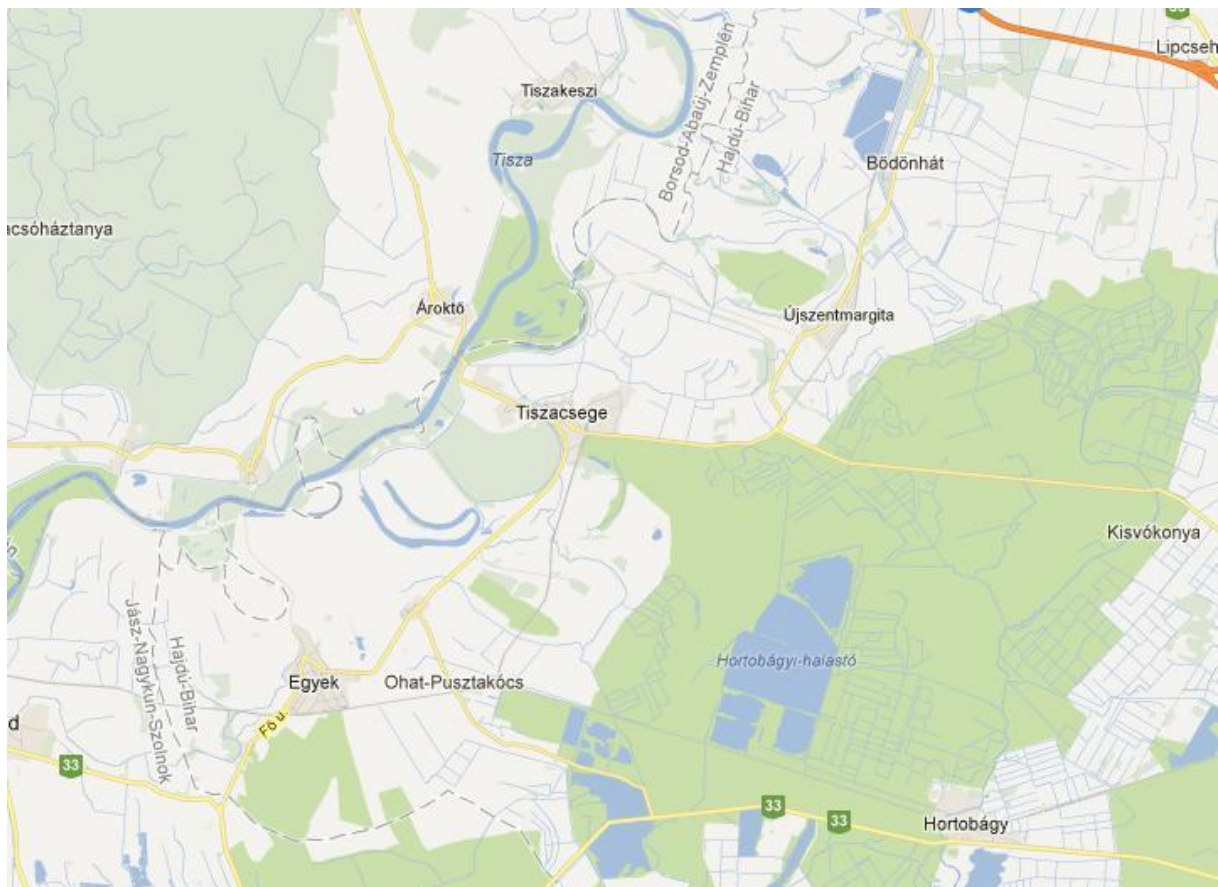 33
Lipcseh
Tiszakeszi
Borsod-Abaúj-Zemplén
Hajdú-Bihar
Tisza
Bödönhát
acsóháztanya
Ároktő
Újszentmargita
Tiszacsege
Kisvókonya
Jász-Nagykun-Szolnok
Hajdú-Bihar
Hortobágyi-halastó
Egyek
Ohat-Pusztakócs
Fő u.
d
33
33
33
Hortobágy